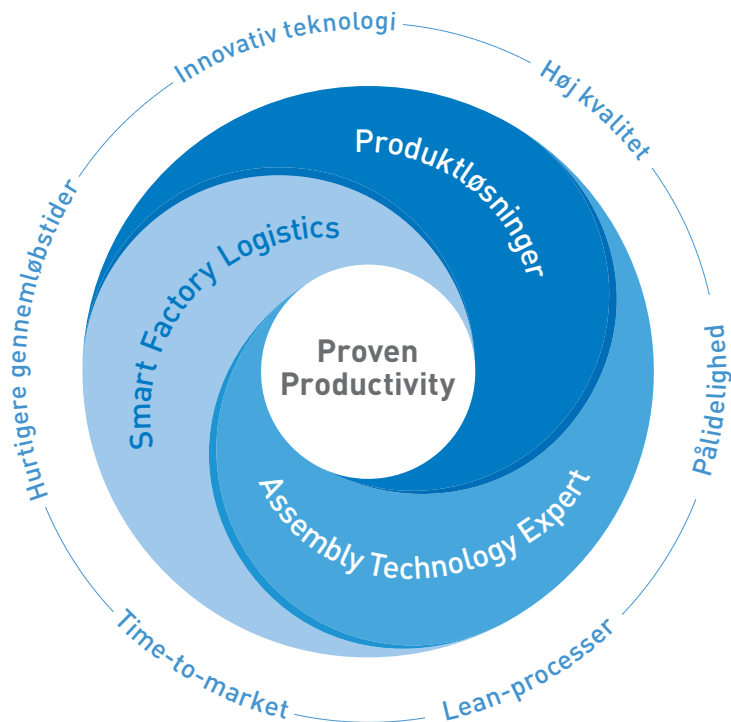 Innovativ teknologi
Høj kvalitet
Pålidelighed
Lean-processer
Time-to-market
Hurtigere gennemløbstider
Produktløsninger
Assembly Technology Expert
Smart Factory Logistics
Proven
Productivity